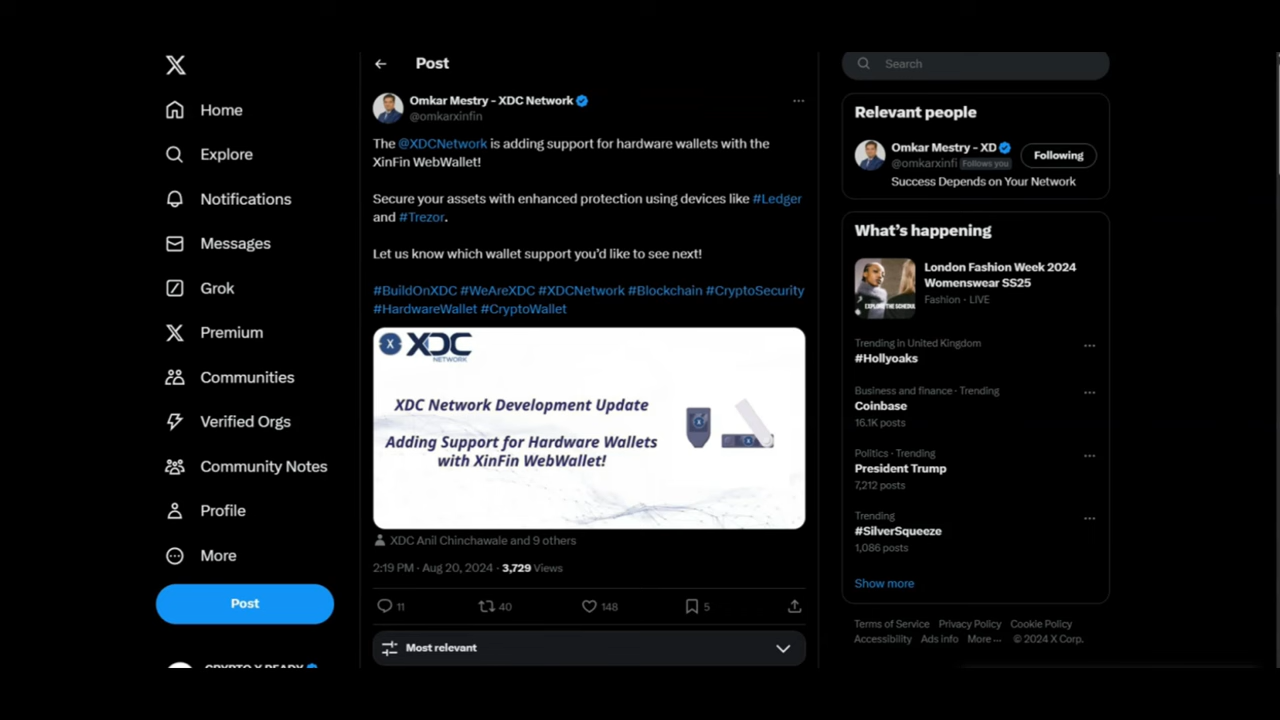 Home
Explore
Notifications
Messages
Grok
Premium
Communities
Verified Orgs
Community Notes
Profile
More
Post
CRYPTO X READY
Post
Omkar Mestry - XDC Network
@omkarxinfin
The @XDCNetwork is adding support for hardware wallets with the
XinFin WebWallet!
Secure your assets with enhanced protection using devices like #Ledger
and #Trezor.
Let us know which wallet support you'd like to see next!
#BuildOnXDC #WeAreXDC #XDCNetwork #Blockchain #CryptoSecurity
#HardwareWallet #CryptoWallet
XDC
NETWORK
XDC Network Development Update
Adding Support for Hardware Wallets
with XinFin WebWallet!
XDC Anil Chinchawale and 9 others
2:19 PM · Aug 20, 2024 · 3,729 Views
11
40
148
5
Most relevant
Search
Relevant people
Omkar Mestry - XD
@omkarxinfi Follows you
Following
Success Depends on Your Network
What's happening
London Fashion Week 2024
Womenswear SS25
Fashion · LIVE
EXPLORE THE SCHEDUL
Trending in United Kingdom
#Hollyoaks
Business and finance · Trending
Coinbase
16.1K posts
Politics · Trending
President Trump
7,212 posts
Trending
#SilverSqueeze
1,086 posts
Show more
Terms of Service Privacy Policy Cookie Policy
Accessibility Ads info More ... © 2024 X Corp.